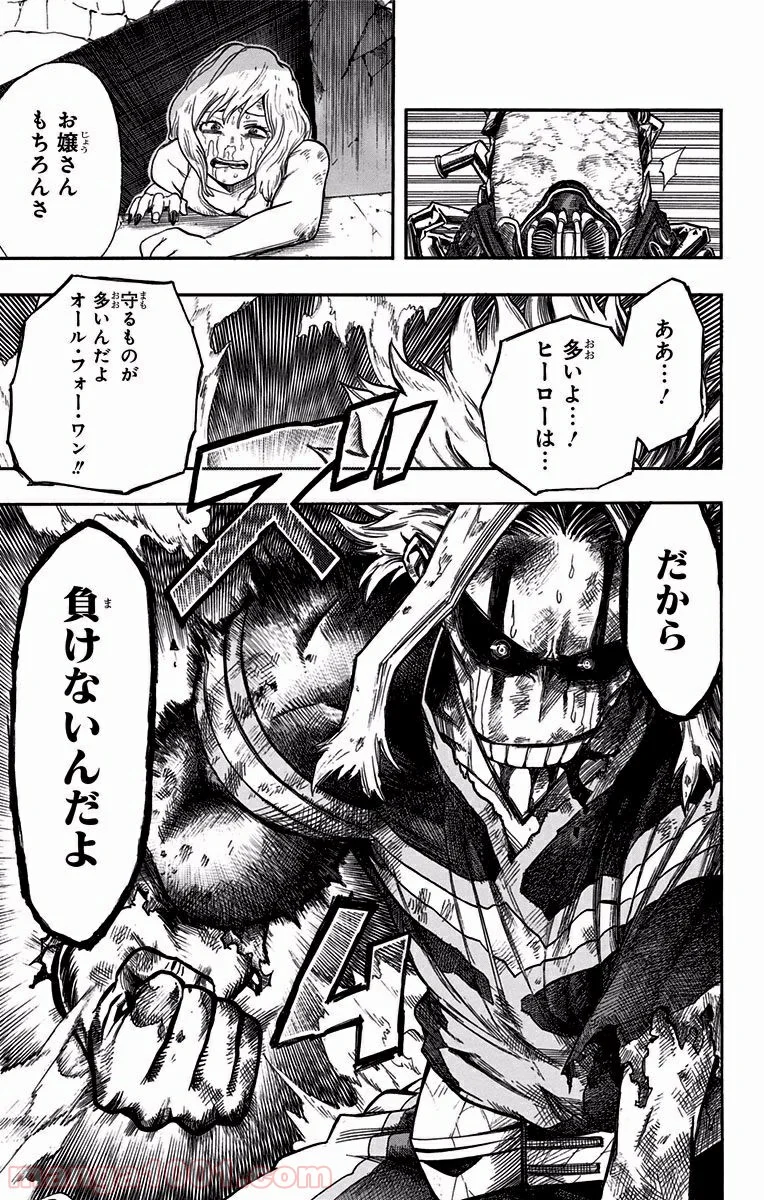 お嬢さん
もちろんさ
ああ…!
多いよ…!
ヒーローは…
守るものが
多いんだよ
オール・フォー・ワン!!
ズズ
だから
負けないんだよ
ム